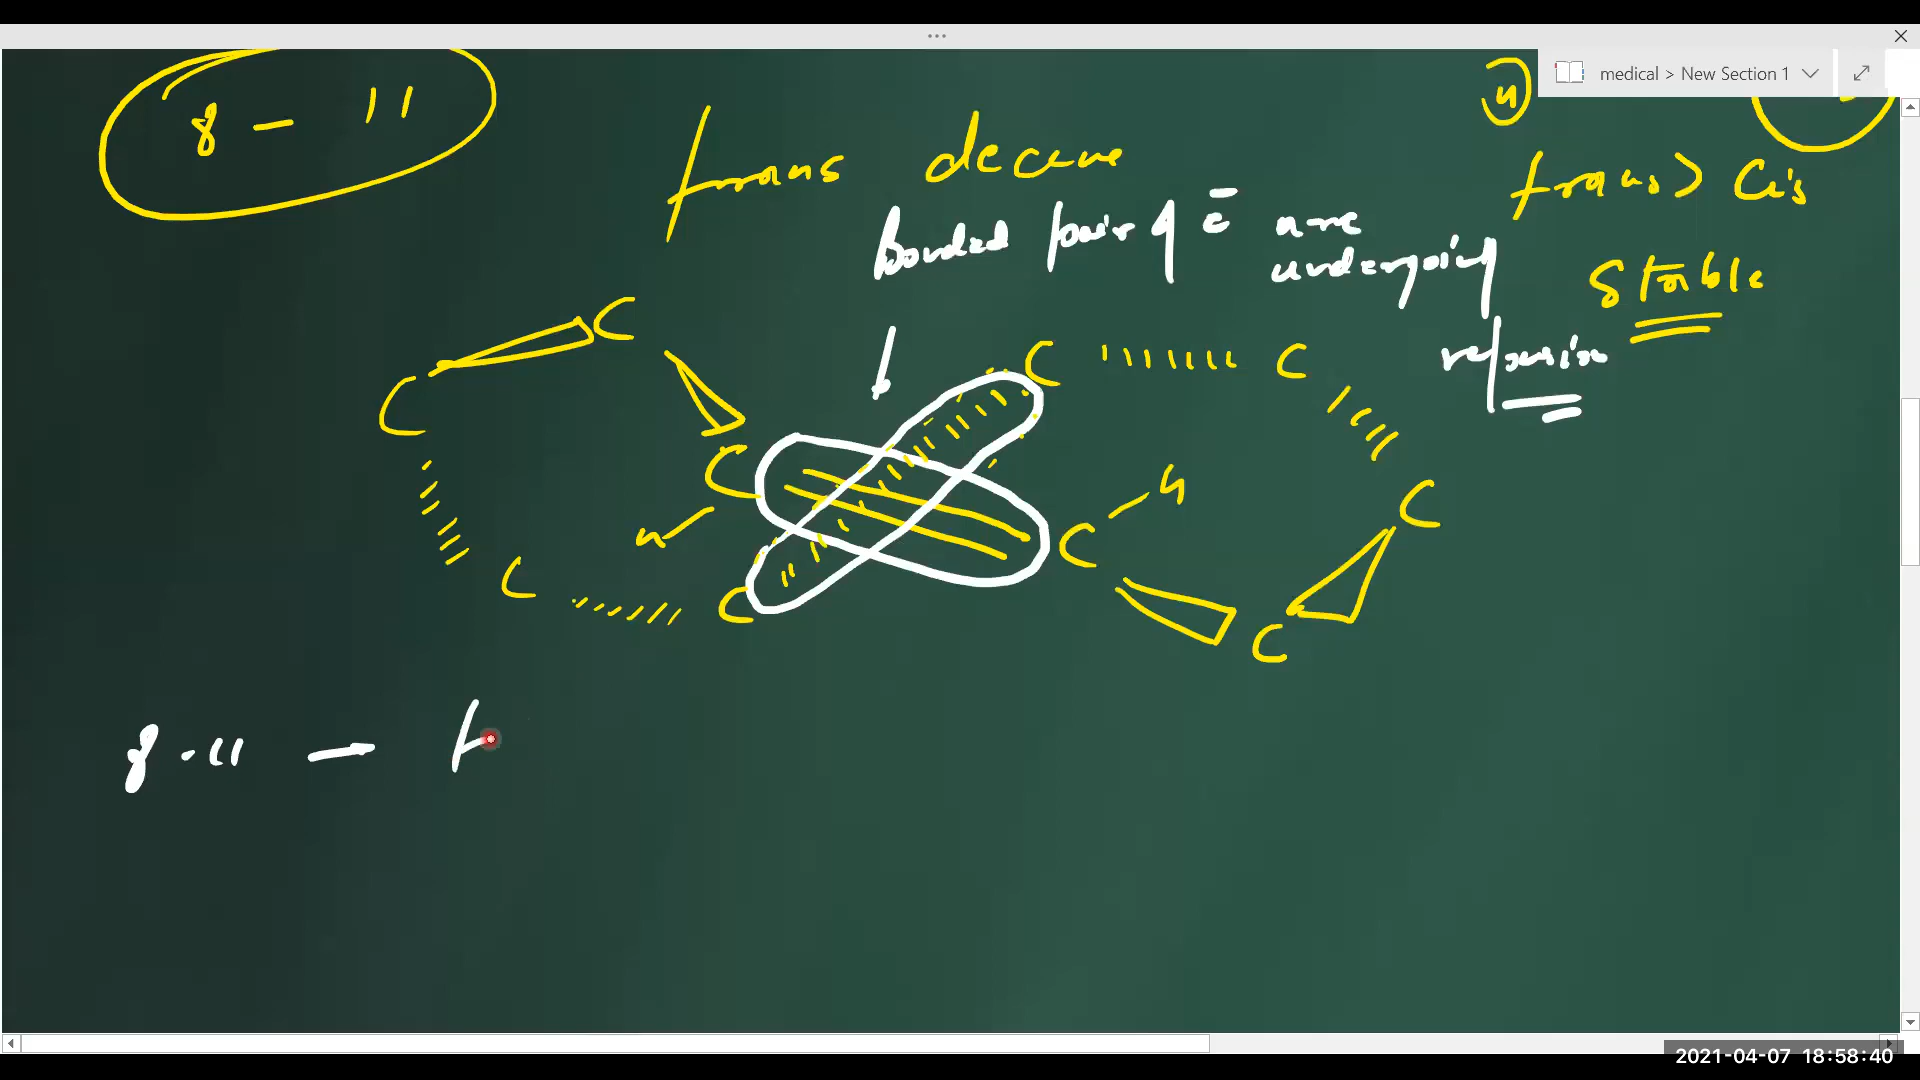 medical > New Section 1
8 - 11
trans decene
trans > Cis
Stable
bonded pair of e̅ are
undergoing
repulsion
C C C
C C
C H
H C
C C C
8-11 —
2021-04-07 18:58:40